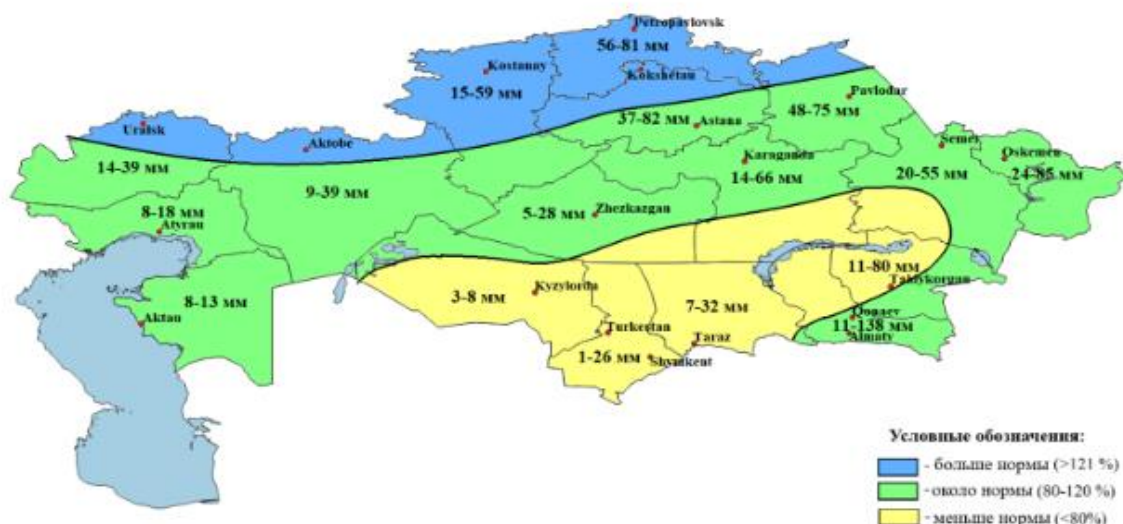 Petropavlovsk
56-81 мм
Kostanay
Kokshetau
15-59 мм
Pavlodar
48-75 мм
Uralsk
37-82 мм
Astana
Aktobe
Semei
Oskemen
Karaganda
14-39 мм
14-66 мм
20-55 мм
24-85 мм
9-39 мм
8-18 мм
5-28 мм
Zhezkazgan
Atyrau
11-80 мм
Taldykorgan
3-8 мм
Kyzylorda
8-13 мм
7-32 мм
Aktau
Qonaev
11-138 мм
Almaty
Turkestan
Taraz
1-26 мм
Shymkent
Условные обозначения:
- больше нормы (>121 %)
- около нормы (80-120 %)
- меньше нормы (<80%)